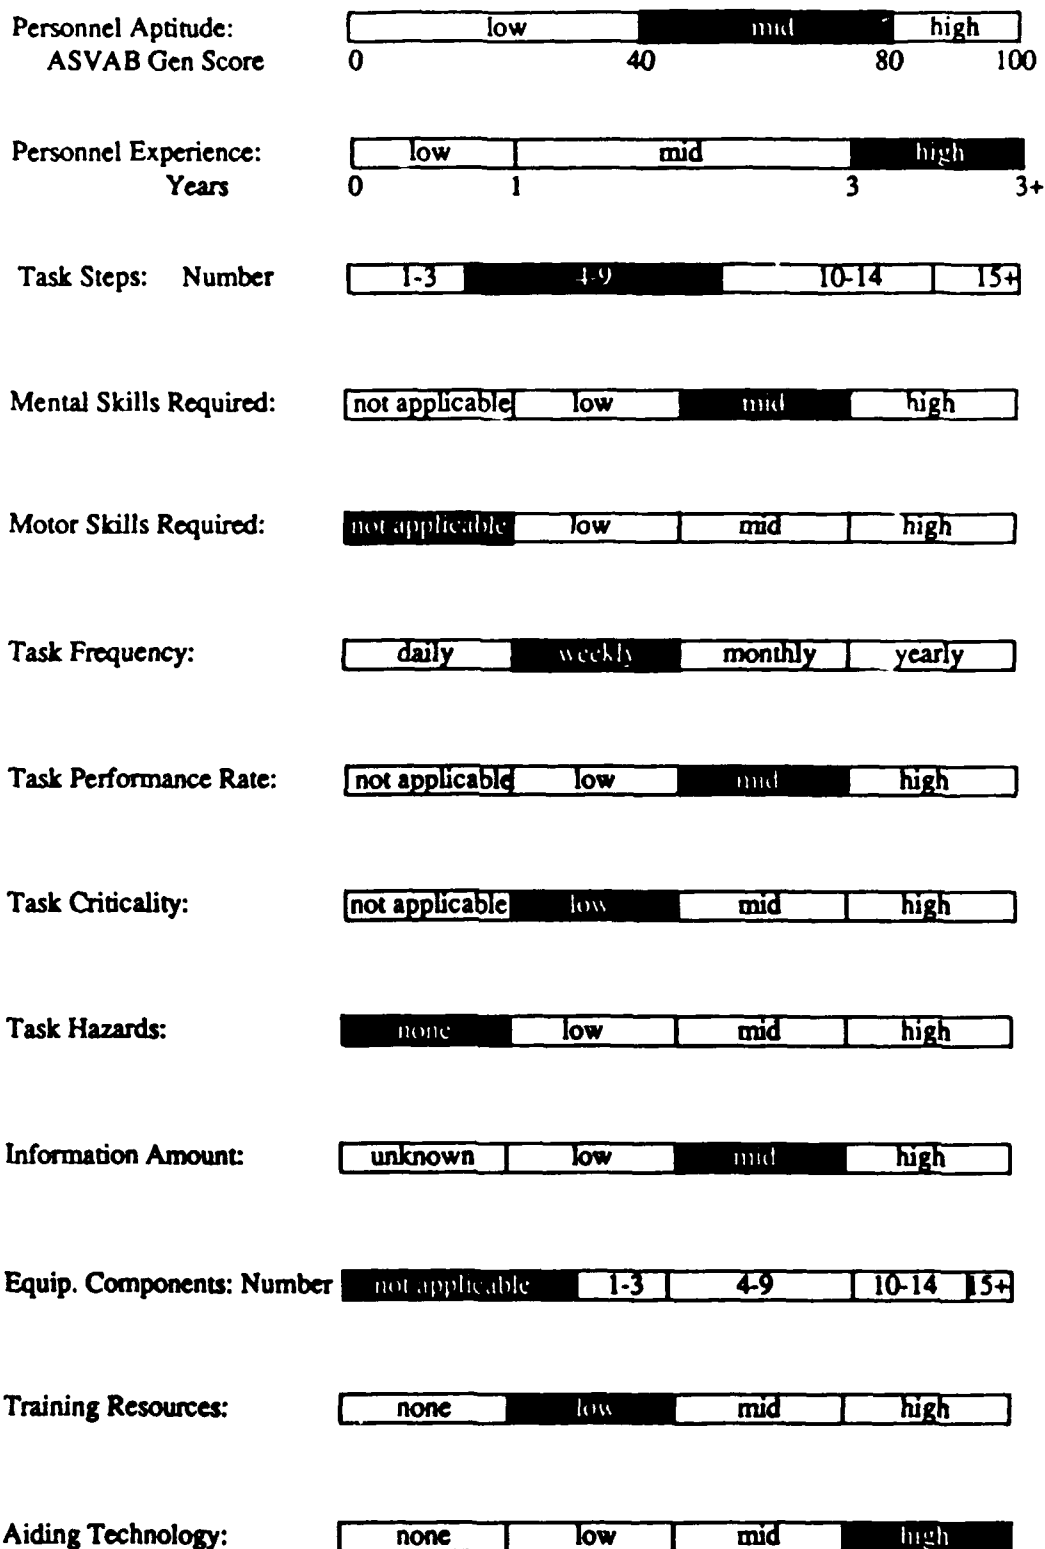 Personnel Aptitude: low mid high
ASVAB Gen Score 0 40 80 100
Personnel Experience: low mid high
Years 0 1 3 3+
Task Steps: Number 1-3 4-9 10-14 15+
Mental Skills Required: not applicable low mid high
Motor Skills Required: not applicable low mid high
Task Frequency: daily weekly monthly yearly
Task Performance Rate: not applicable low mid high
Task Criticality: not applicable low mid high
Task Hazards: none low mid high
Information Amount: unknown low mid high
Equip. Components: Number not applicable 1-3 4-9 10-14 15+
Training Resources: none low mid high
Aiding Technology: none low mid high